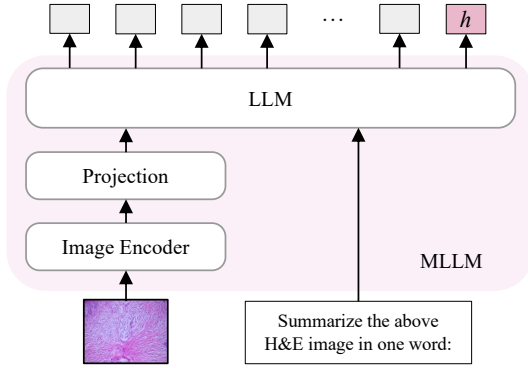 ... h
LLM
Projection
Image Encoder
MLLM
Summarize the above
H&E image in one word: